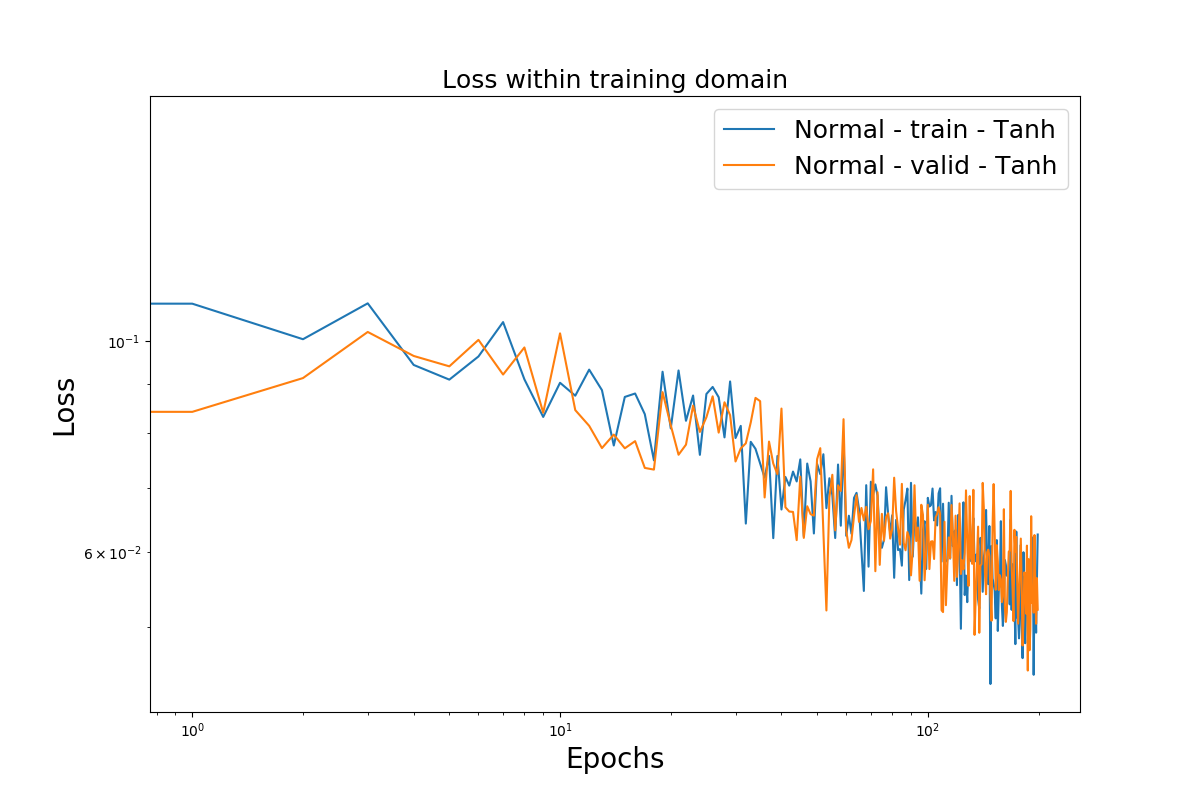 Loss within training domain
Normal - train - Tanh
Normal - valid - Tanh
Loss
10⁻¹
6 × 10⁻²
10⁰
10¹
10²
Epochs